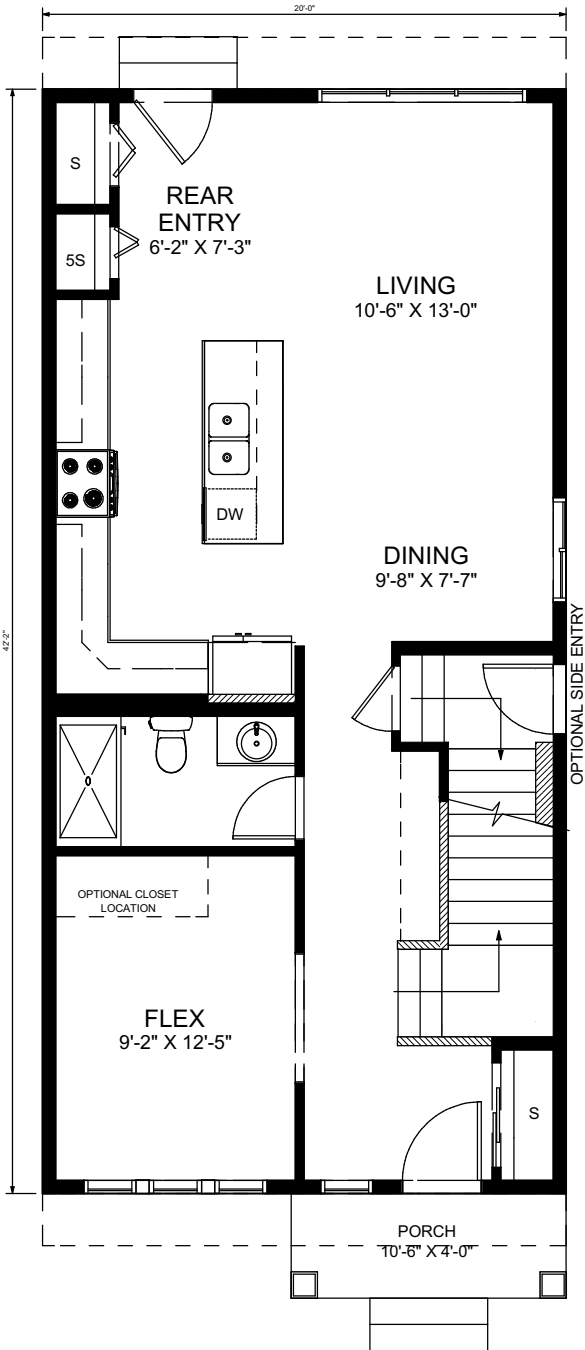 20'-0"
S
REAR
ENTRY
6'-2" X 7'-3"
5S
LIVING
10'-6" X 13'-0"
DW
DINING
9'-8" X 7'-7"
42'-2"
OPTIONAL SIDE ENTRY
OPTIONAL CLOSET
LOCATION
FLEX
9'-2" X 12'-5"
S
PORCH
10'-6" X 4'-0"